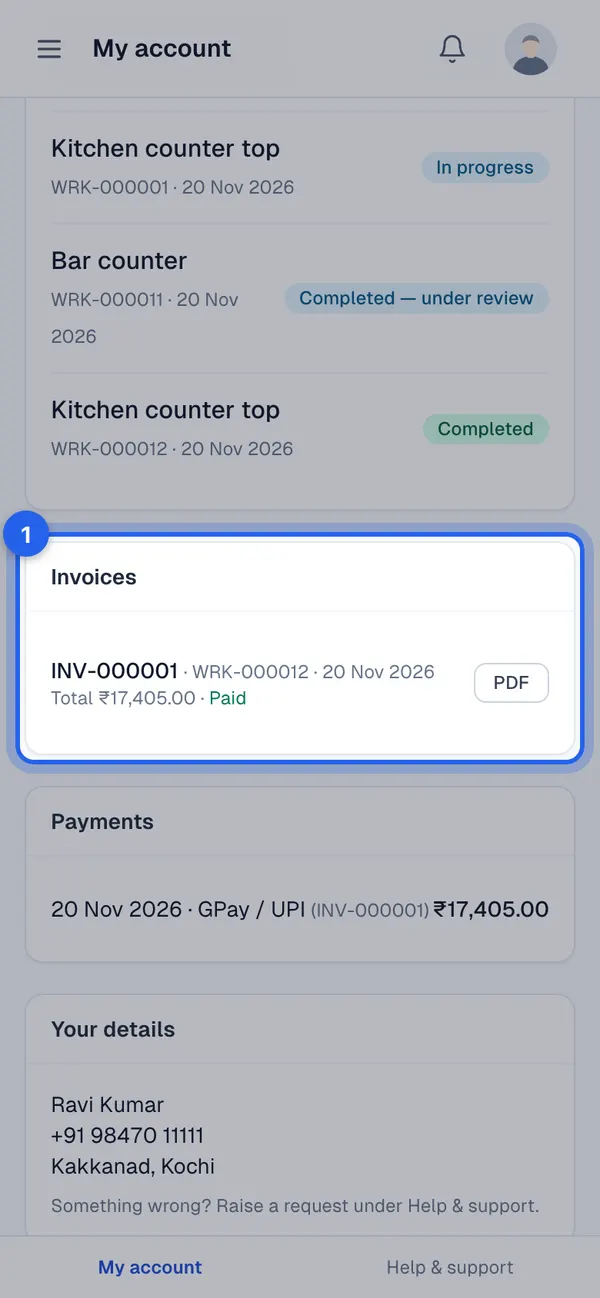 My account
Kitchen counter top
WRK-000001 · 20 Nov 2026
In progress
Bar counter
WRK-000011 · 20 Nov
2026
Completed — under review
Kitchen counter top
WRK-000012 · 20 Nov 2026
Completed
1
Invoices
INV-000001 · WRK-000012 · 20 Nov 2026
Total ₹17,405.00 · Paid
PDF
Payments
20 Nov 2026 · GPay / UPI (INV-000001) ₹17,405.00
Your details
Ravi Kumar
+91 98470 11111
Kakkanad, Kochi
Something wrong? Raise a request under Help & support.
My account
Help & support